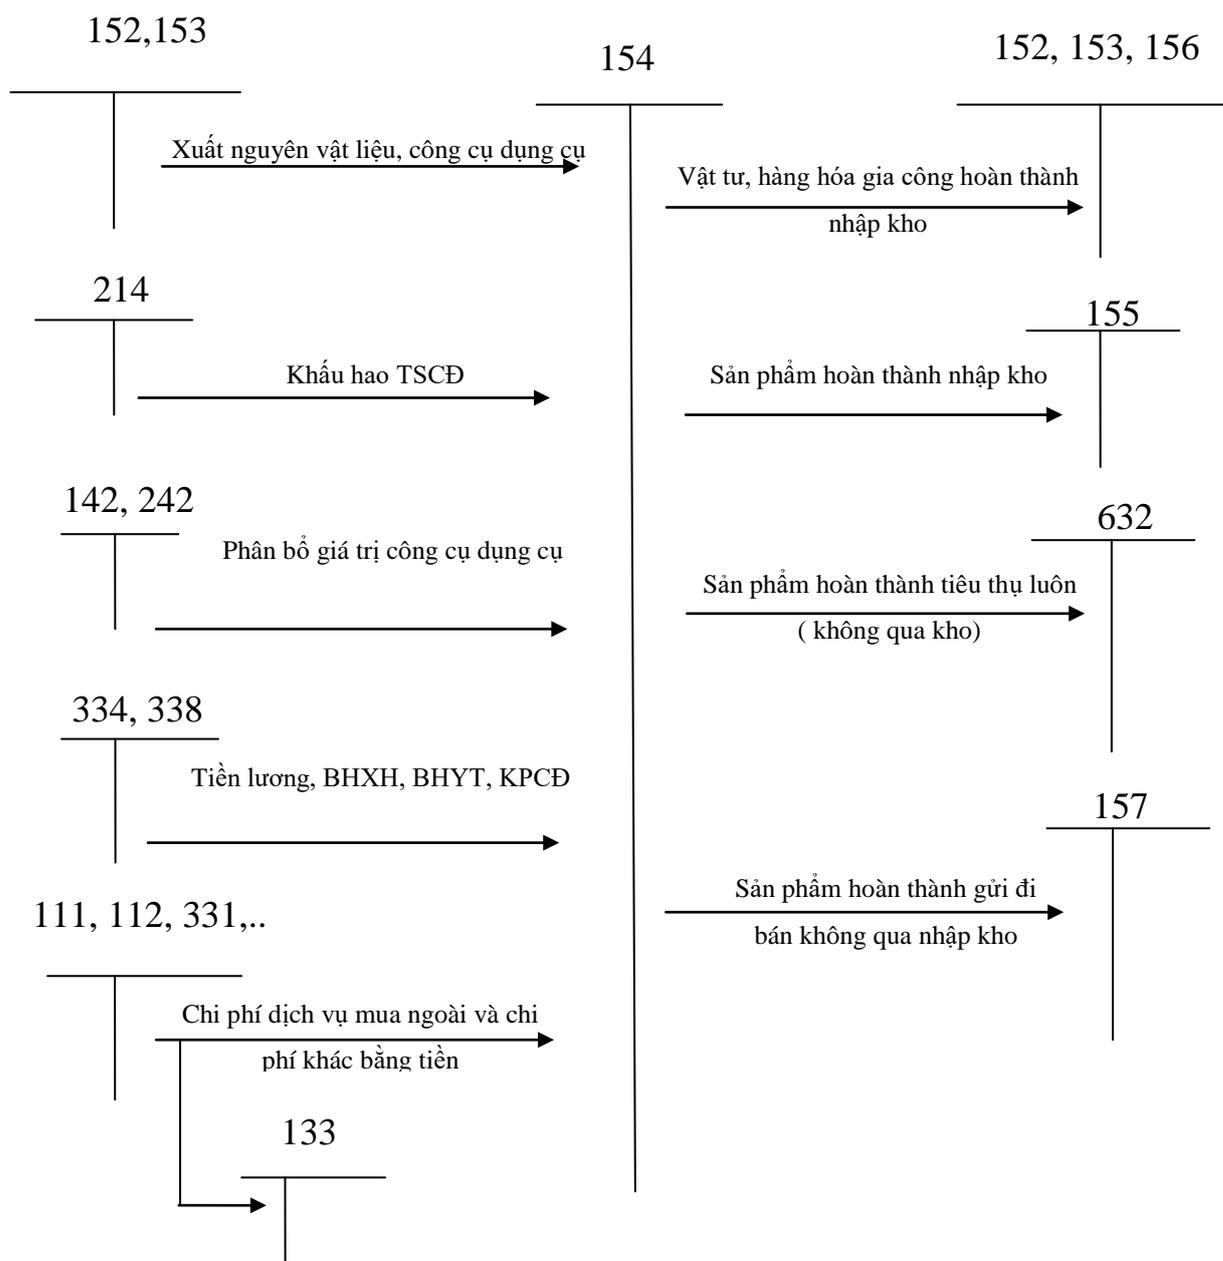 152,153
154
152, 153, 156
Xuất nguyên vật liệu, công cụ dụng cụ
Vật tư, hàng hóa gia công hoàn thành
nhập kho
214
155
Khấu hao TSCĐ
Sản phẩm hoàn thành nhập kho
142, 242
632
Phân bổ giá trị công cụ dụng cụ
Sản phẩm hoàn thành tiêu thụ luôn
( không qua kho)
334, 338
Tiền lương, BHXH, BHYT, KPCĐ
157
Sản phẩm hoàn thành gửi đi
bán không qua nhập kho
111, 112, 331,..
Chi phí dịch vụ mua ngoài và chi
phí khác bằng tiền
133